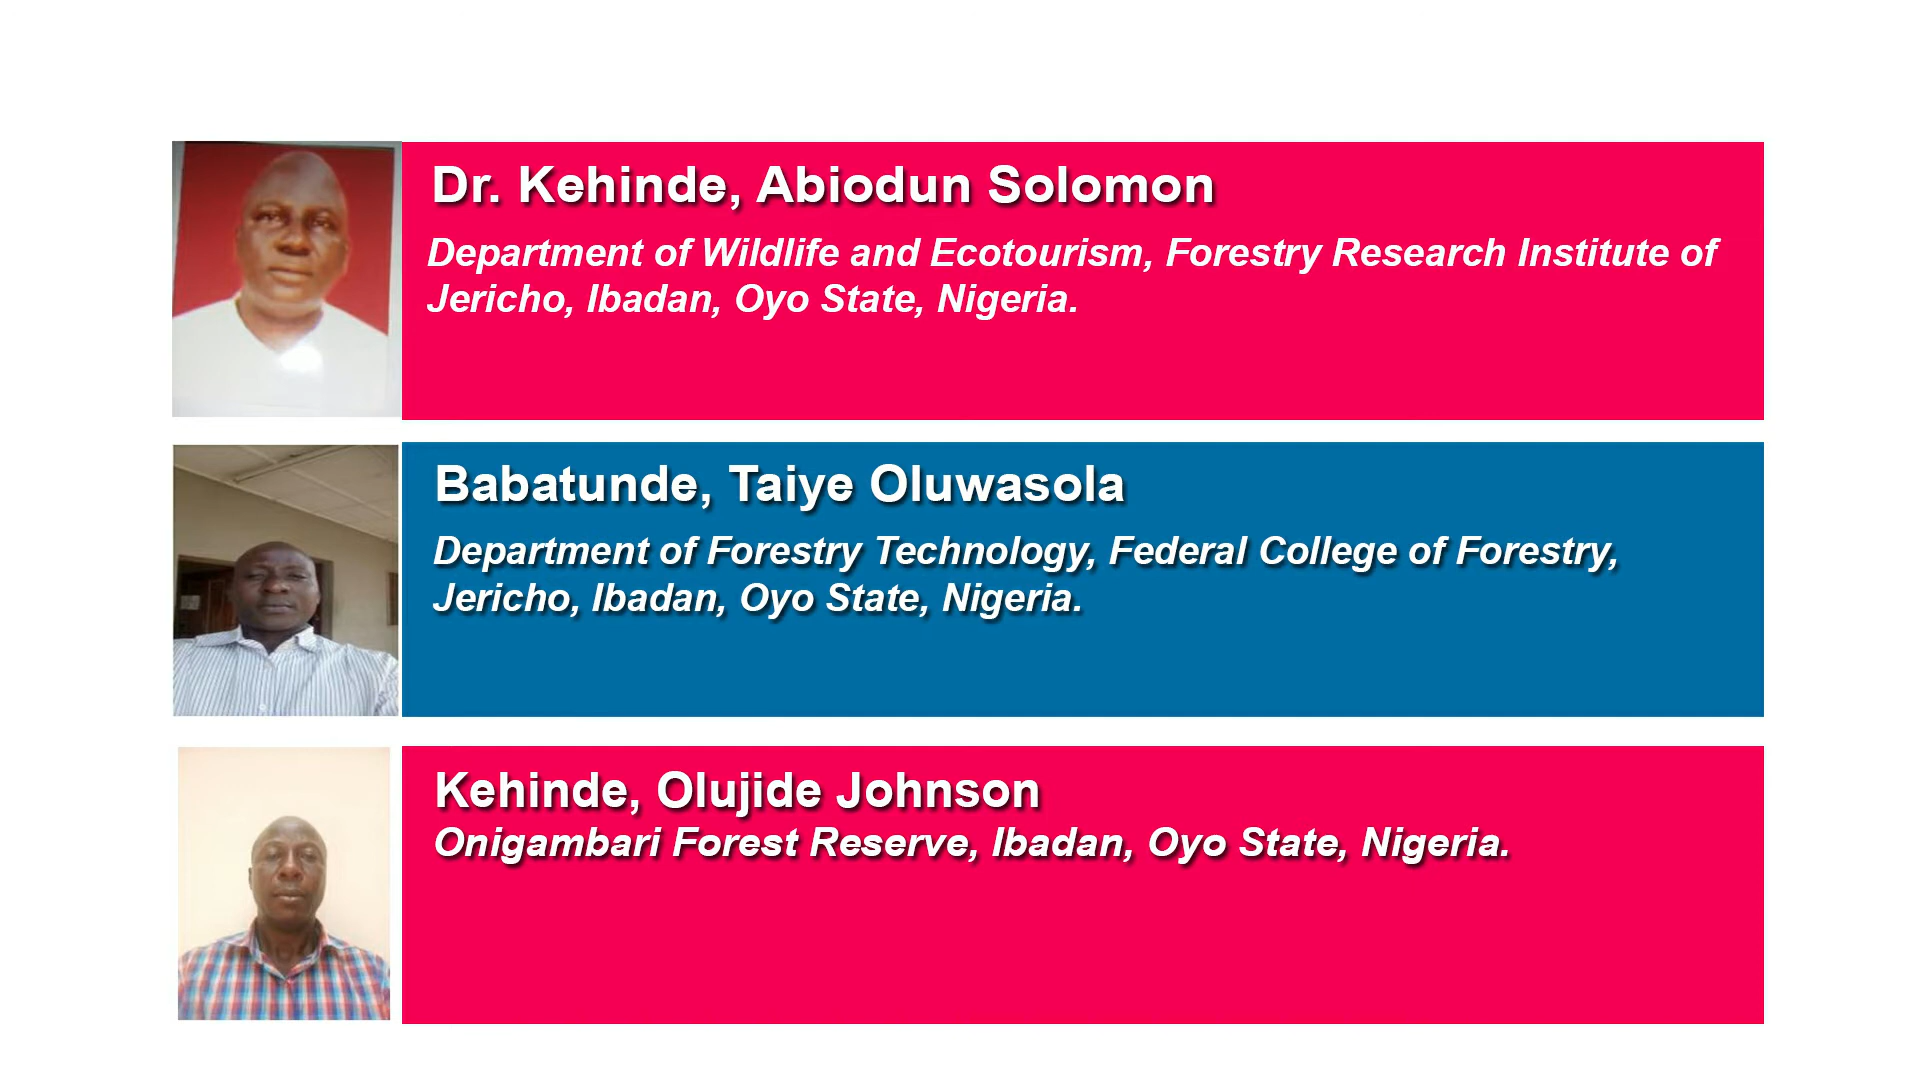 Dr. Kehinde, Abiodun Solomon
Department of Wildlife and Ecotourism, Forestry Research Institute of
Jericho, Ibadan, Oyo State, Nigeria.
Babatunde, Taiye Oluwasola
Department of Forestry Technology, Federal College of Forestry,
Jericho, Ibadan, Oyo State, Nigeria.
Kehinde, Olujide Johnson
Onigambari Forest Reserve, Ibadan, Oyo State, Nigeria.